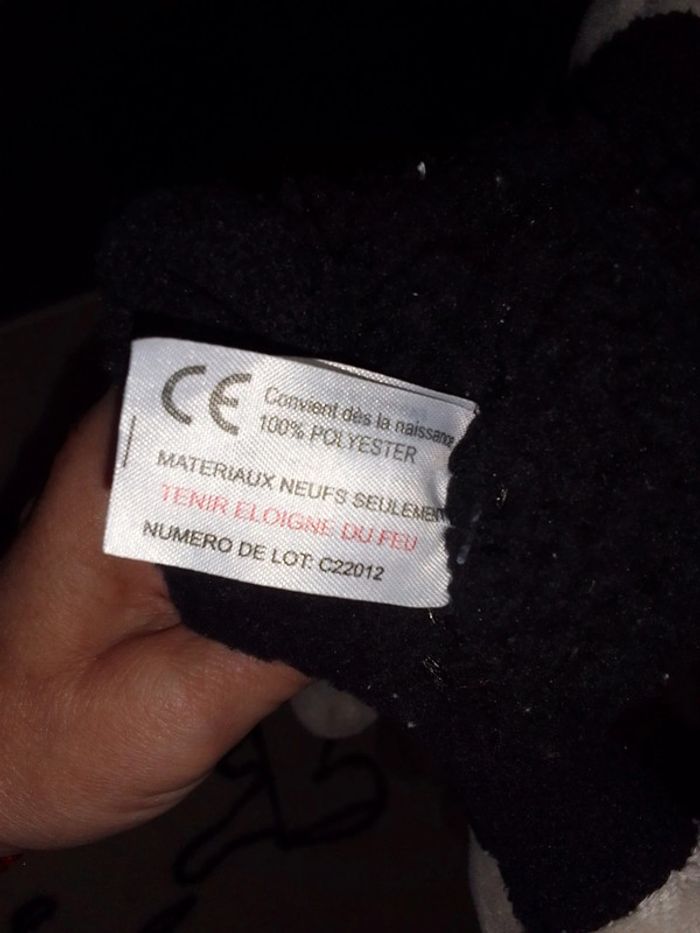 CE
Convient dès la naissance
100% POLYESTER
MATERIAUX NEUFS SEULEMENT
TENIR ELOIGNE DU FEU
NUMERO DE LOT: C22012